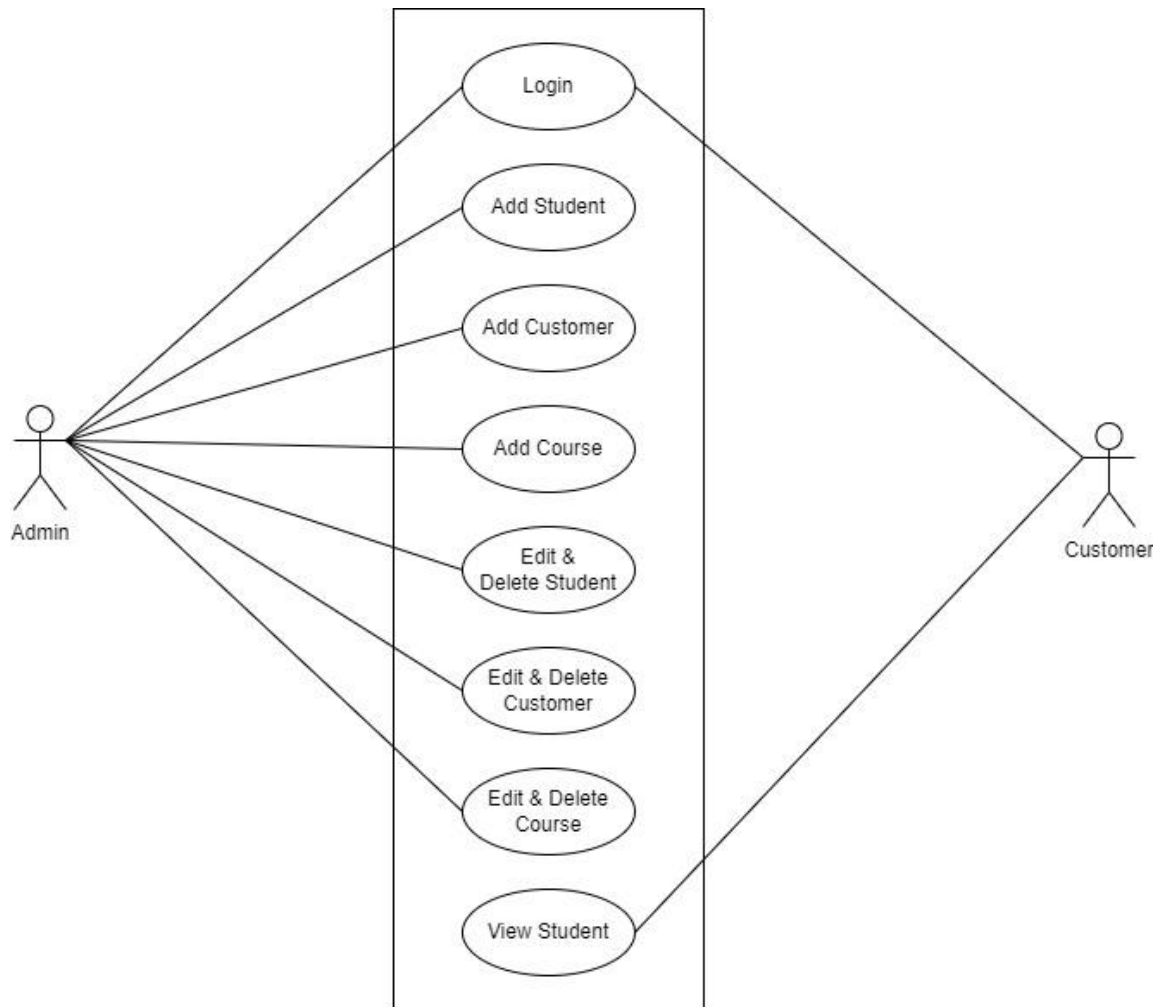 Login
Add Student
Add Customer
Add Course
Admin
Customer
Edit &
Delete Student
Edit & Delete
Customer
Edit & Delete
Course
View Student